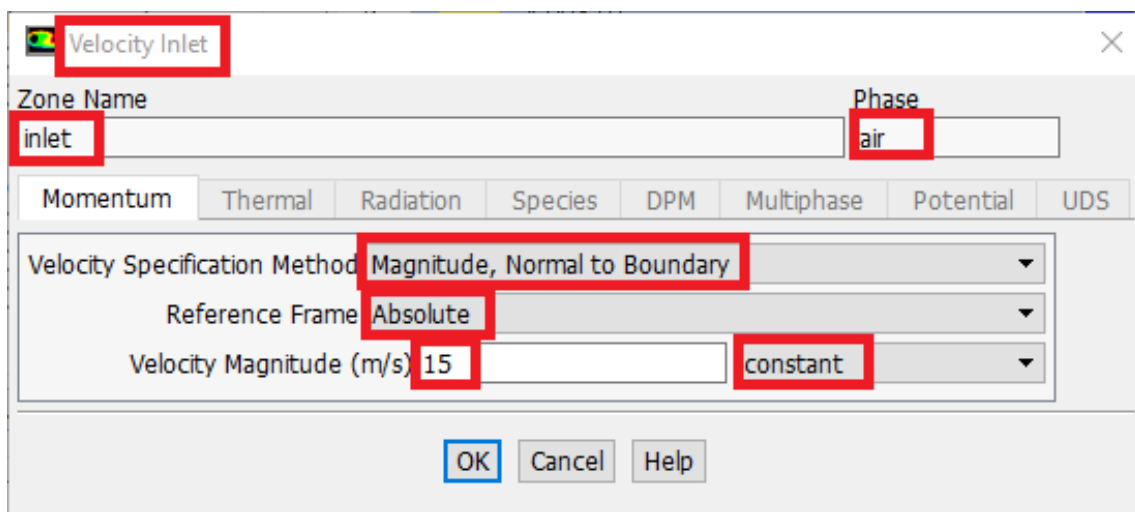 Velocity Inlet
Zone Name Phase
inlet air
Momentum Thermal Radiation Species DPM Multiphase Potential UDS
Velocity Specification Method Magnitude, Normal to Boundary
Reference Frame Absolute
Velocity Magnitude (m/s) 15 constant
OK Cancel Help